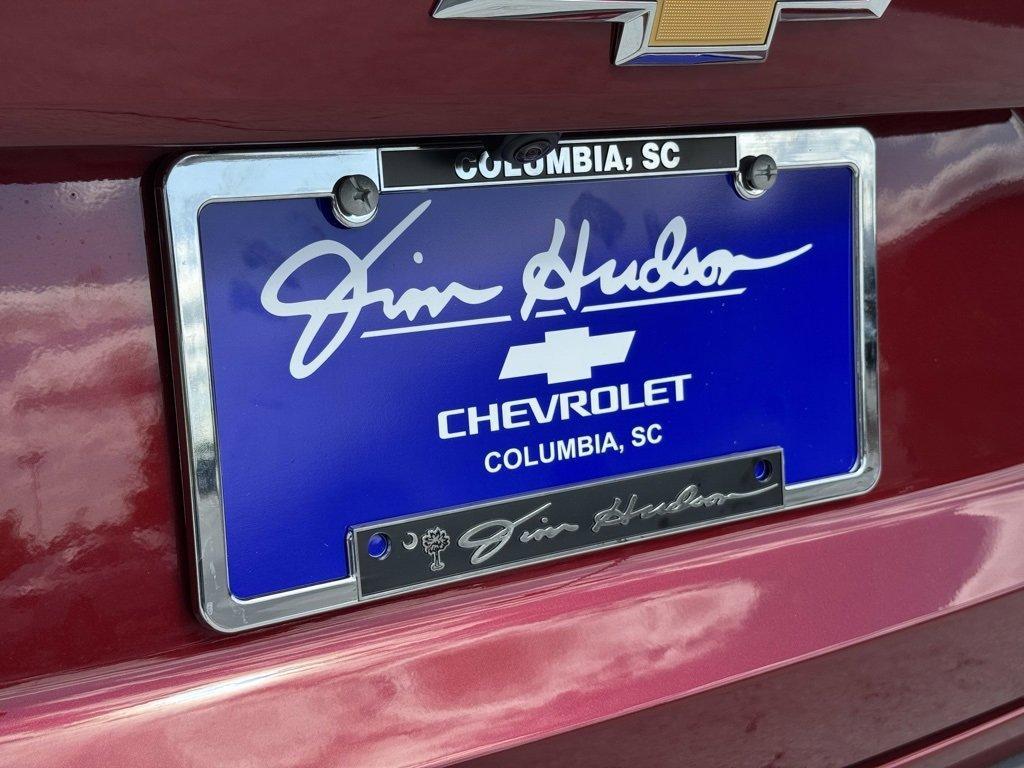 COLUMBIA, SC
Jim Hudson
CHEVROLET
COLUMBIA, SC
Jim Hudson